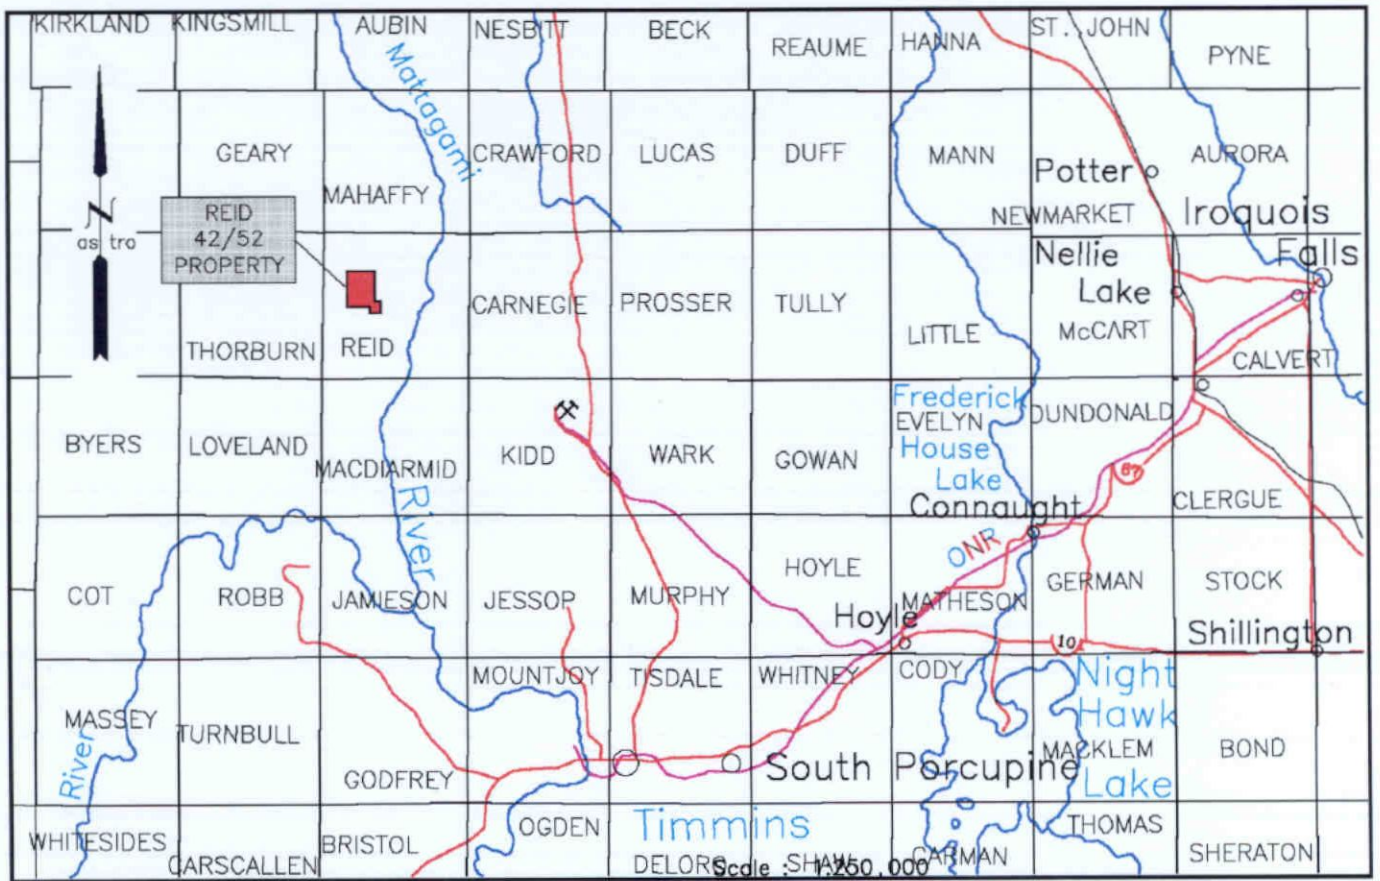 KIRKLAND KINGSMILL AUBIN NESBITT BECK REAUME HANNA ST. JOHN PYNE
Mattagami
GEARY MAHAFFY CRAWFORD LUCAS DUFF MANN AURORA
Potter
NEWMARKET Iroquois
Falls
N
as tro
REID
42/52
PROPERTY
Nellie
Lake
THORBURN REID CARNEGIE PROSSER TULLY LITTLE McCART CALVERT
Frederick
House
Lake
BYERS LOVELAND MACDIARMID KIDD WARK GOWAN EVELYN DUNDONALD CLERGUE
67
River
Connaught
ONR
COT ROBB JAMIESON JESSOP MURPHY HOYLE MATHESON GERMAN STOCK
Hoyle
10
Shillington
MASSEY TURNBULL GODFREY MOUNTJOY TISDALE WHITNEY CODY MACKLEM BOND
Night
Hawk
Lake
River
South Porcupine
Timmins
WHITESIDES CARSCALLEN BRISTOL OGDEN DELORO SHAW CARMAN THOMAS SHERATON
Scale : 1:250,000